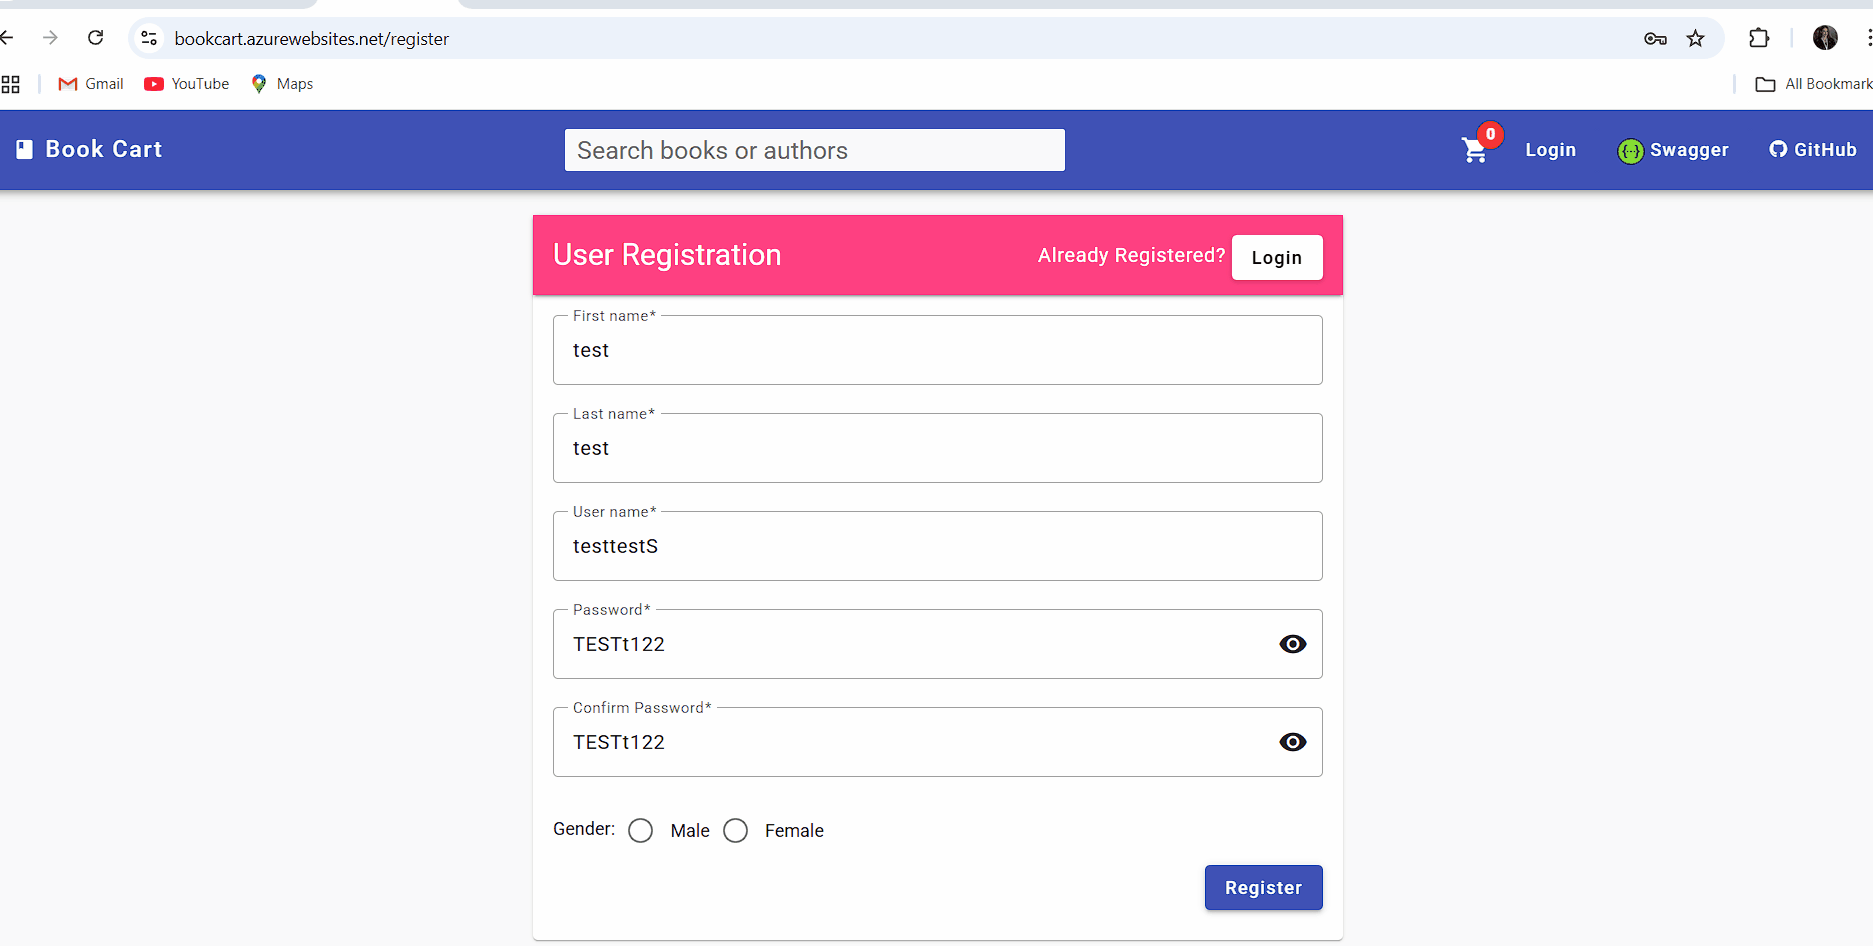 bookcart.azurewebsites.net/register
Gmail YouTube Maps All Bookmark
Book Cart Search books or authors 0 Login Swagger GitHub
User Registration Already Registered? Login
First name*
test
Last name*
test
User name*
testtestS
Password*
TESTt122
Confirm Password*
TESTt122
Gender: Male Female
Register